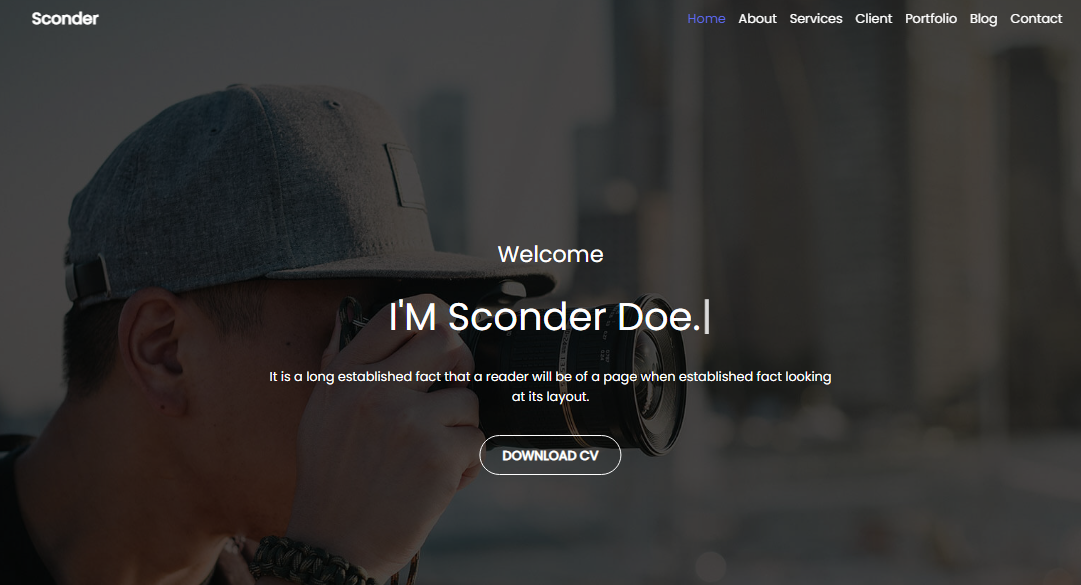 Sconder
Home About Services Client Portfolio Blog Contact
Welcome
I'M Sconder Doe.|
It is a long established fact that a reader will be of a page when established fact looking
at its layout.
DOWNLOAD CV